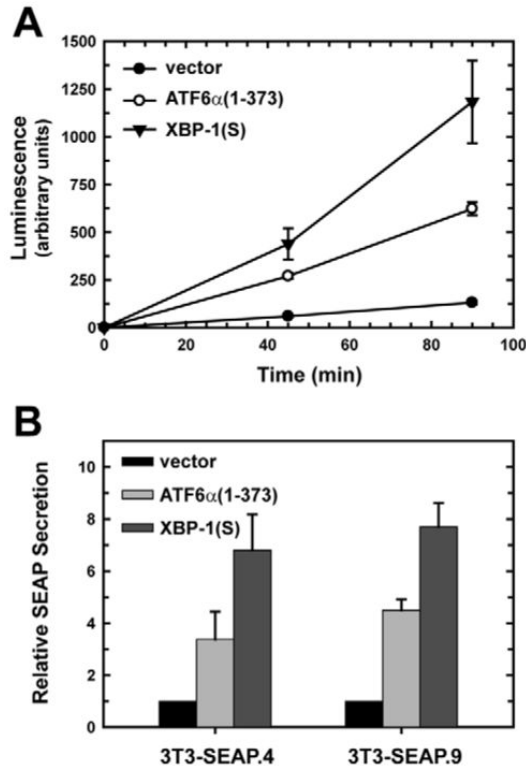 A
1500
1250
1000
750
500
250
0
Luminescence
(arbitrary units)
vector
ATF6α(1-373)
XBP-1(S)
0 20 40 60 80 100
Time (min)
B
10
8
6
4
2
0
Relative SEAP Secretion
vector
ATF6α(1-373)
XBP-1(S)
3T3-SEAP.4 3T3-SEAP.9